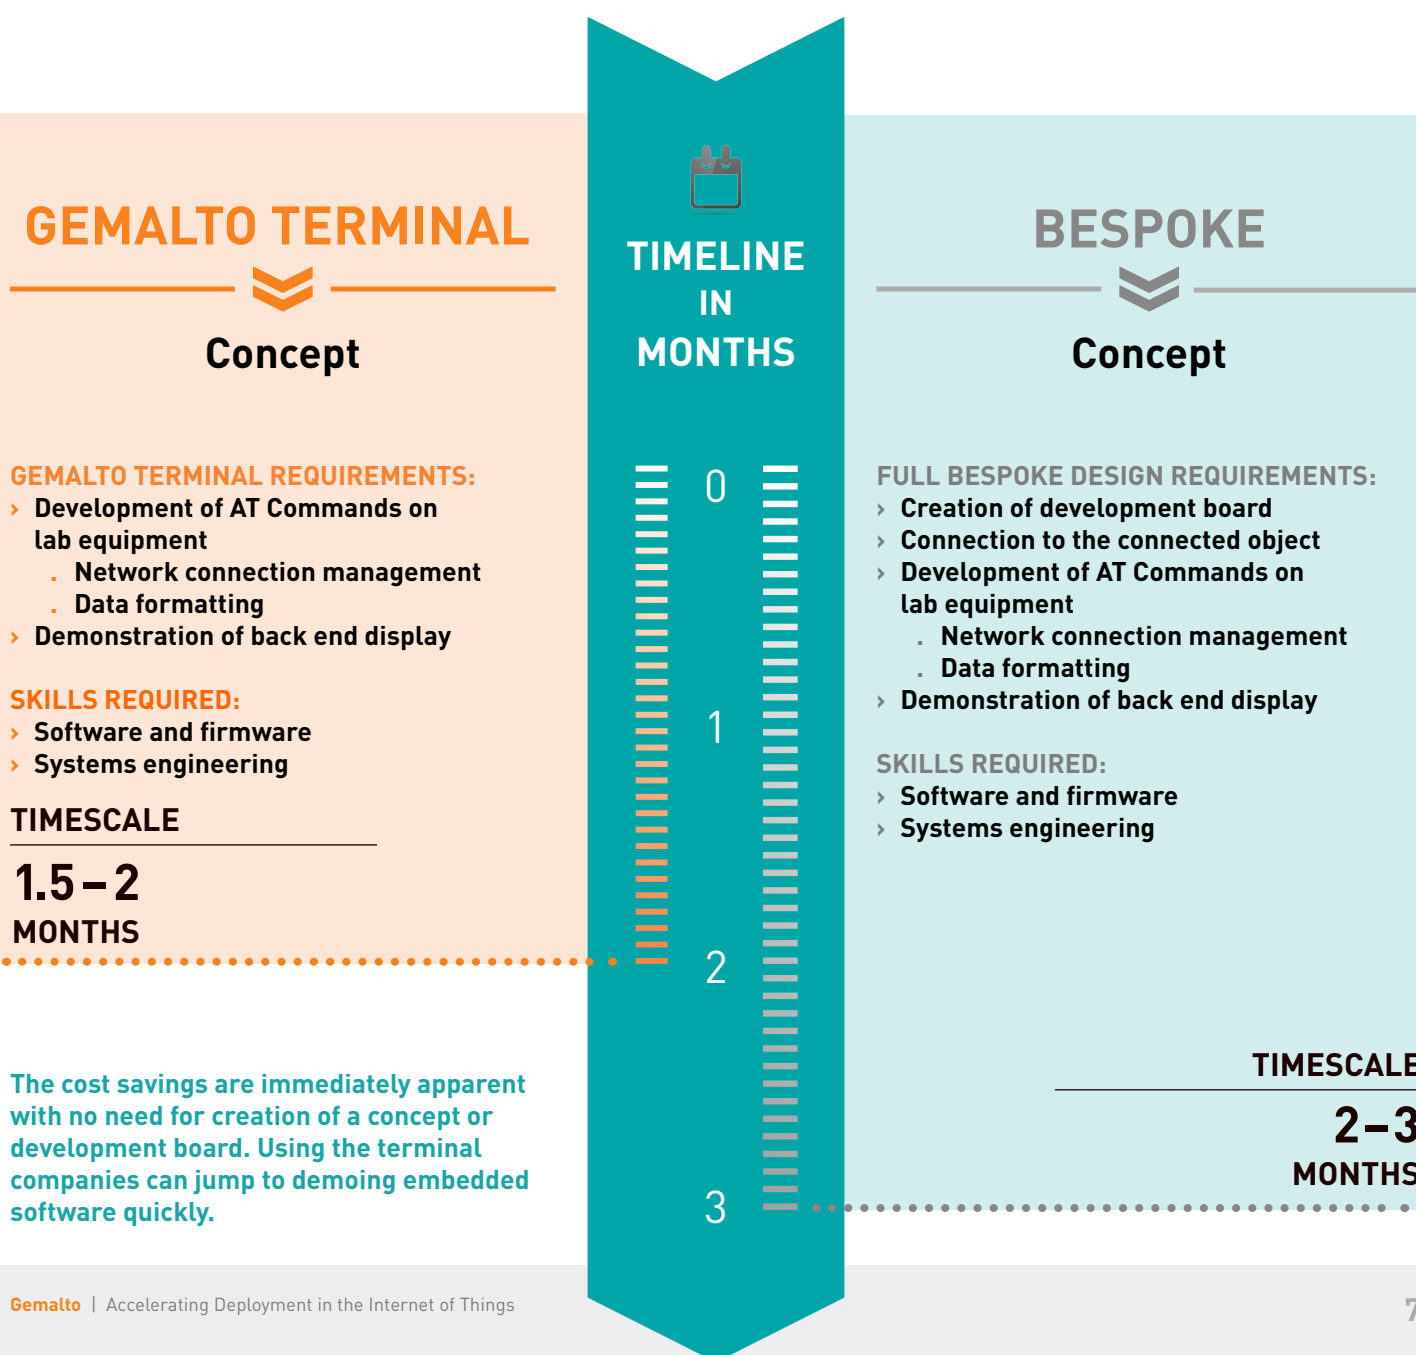 GEMALTO TERMINAL
Concept
GEMALTO TERMINAL REQUIREMENTS:
› Development of AT Commands on
lab equipment
. Network connection management
. Data formatting
› Demonstration of back end display
SKILLS REQUIRED:
› Software and firmware
› Systems engineering
TIMESCALE
1.5 – 2
MONTHS
The cost savings are immediately apparent
with no need for creation of a concept or
development board. Using the terminal
companies can jump to demoing embedded
software quickly.
TIMELINE
IN
MONTHS
0
1
2
3
BESPOKE
Concept
FULL BESPOKE DESIGN REQUIREMENTS:
› Creation of development board
› Connection to the connected object
› Development of AT Commands on
lab equipment
. Network connection management
. Data formatting
› Demonstration of back end display
SKILLS REQUIRED:
› Software and firmware
› Systems engineering
TIMESCALE
2 – 3
MONTHS
Gemalto | Accelerating Deployment in the Internet of Things
7